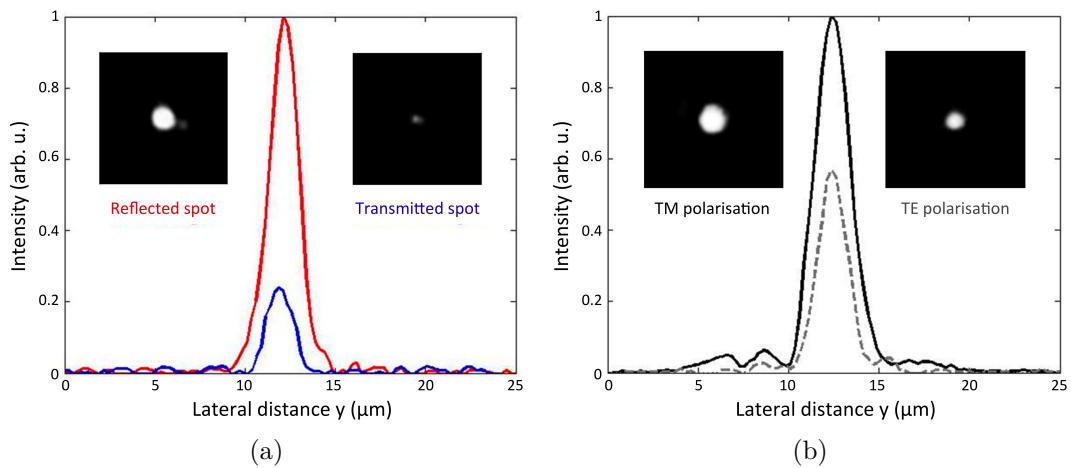 1
0.8
0.6
0.4
0.2
0
Intensity (arb. u.)
Reflected spot
Transmitted spot
0 5 10 15 20 25
Lateral distance y (µm)
(a)
1
0.8
0.6
0.4
0.2
0
Intensity (arb. u.)
TM polarisation
TE polarisation
0 5 10 15 20 25
Lateral distance y (µm)
(b)